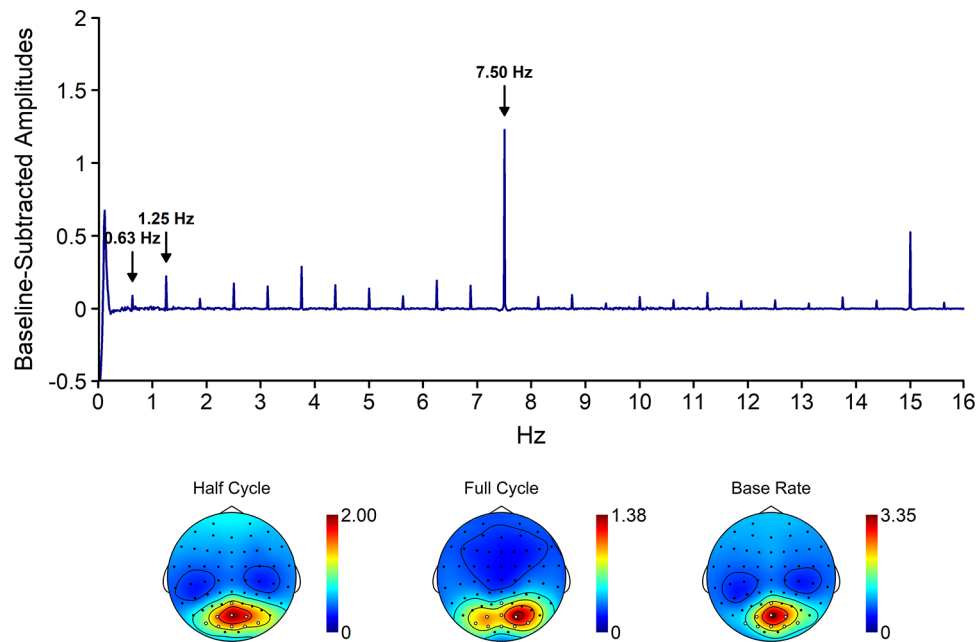 2
7.50 Hz
1.5
1
1.25 Hz
0.63 Hz
0.5
0
-0.5
Baseline-Subtracted Amplitudes
0 1 2 3 4 5 6 7 8 9 10 11 12 13 14 15 16
Hz
Half Cycle Full Cycle Base Rate
2.00 1.38 3.35
0 0 0